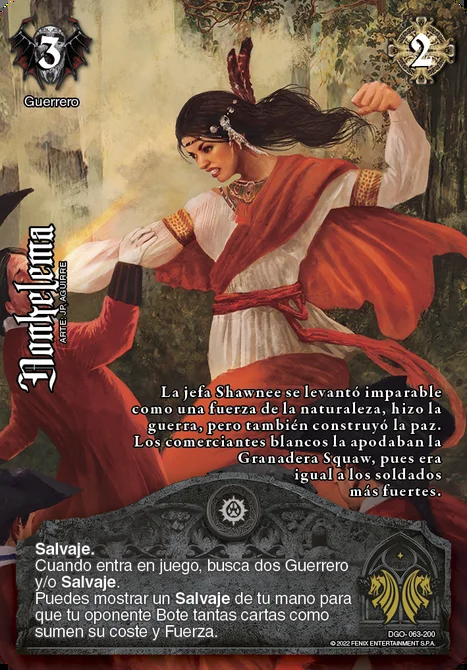 3
2
Guerrero
Nonhelema
ARTE: JP. AGUIRRE
La jefa Shawnee se levantó imparable
como una fuerza de la naturaleza, hizo la
guerra, pero también construyó la paz.
Los comerciantes blancos la apodaban la
Granadera Squaw, pues era
igual a los soldados
más fuertes.
Salvaje.
Cuando entra en juego, busca dos Guerrero
y/o Salvaje.
Puedes mostrar un Salvaje de tu mano para
que tu oponente Bote tantas cartas como
sumen su coste y Fuerza.
DGO- 063-200
© 2022 FENIX ENTERTAINMENT S.P.A.